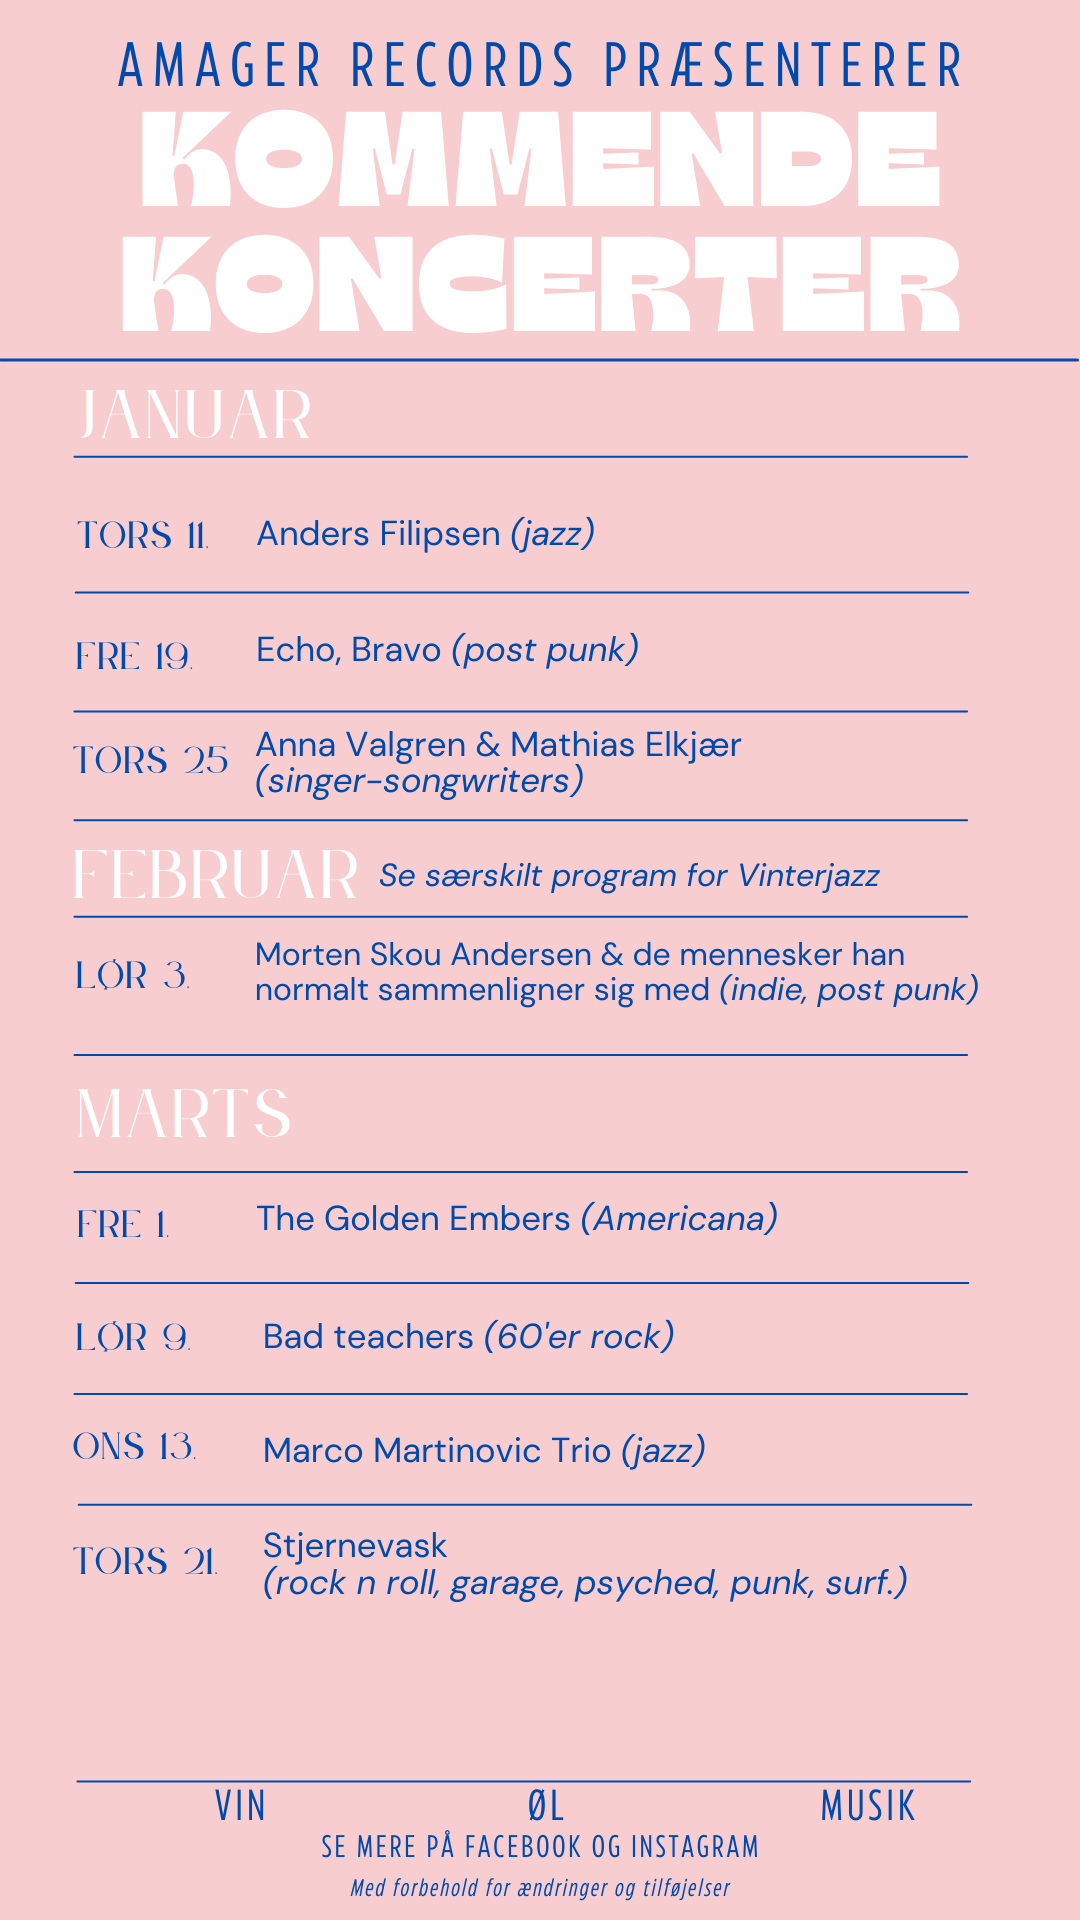 AMAGER RECORDS PRÆSENTERER
KOMMENDE
KONCERTER
JANUAR
TORS 11. Anders Filipsen (jazz)
FRE 19. Echo, Bravo (post punk)
TORS 25 Anna Valgren & Mathias Elkjær
(singer-songwriters)
FEBRUAR Se særskilt program for Vinterjazz
LØR 3. Morten Skou Andersen & de mennesker han
normalt sammenligner sig med (indie, post punk)
MARTS
FRE 1. The Golden Embers (Americana)
LØR 9. Bad teachers (60'er rock)
ONS 13. Marco Martinovic Trio (jazz)
TORS 21. Stjernevask
(rock n roll, garage, psyched, punk, surf.)
VIN ØL MUSIK
SE MERE PÅ FACEBOOK OG INSTAGRAM
Med forbehold for ændringer og tilføjelser